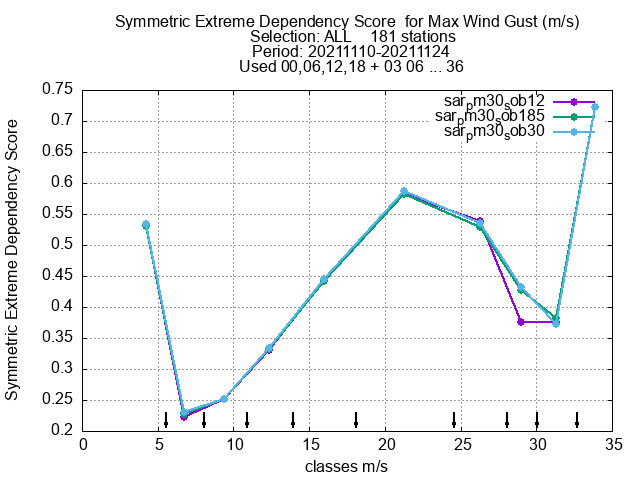 Symmetric Extreme Dependency Score for Max Wind Gust (m/s)
Selection: ALL 181 stations
Period: 20211110-20211124
Used 00,06,12,18 + 03 06 ... 36
sarpm30sob12
sarpm30sob185
sarpm30sob30
Symmetric Extreme Dependency Score
0.75
0.7
0.65
0.6
0.55
0.5
0.45
0.4
0.35
0.3
0.25
0.2
0 5 10 15 20 25 30 35
classes m/s